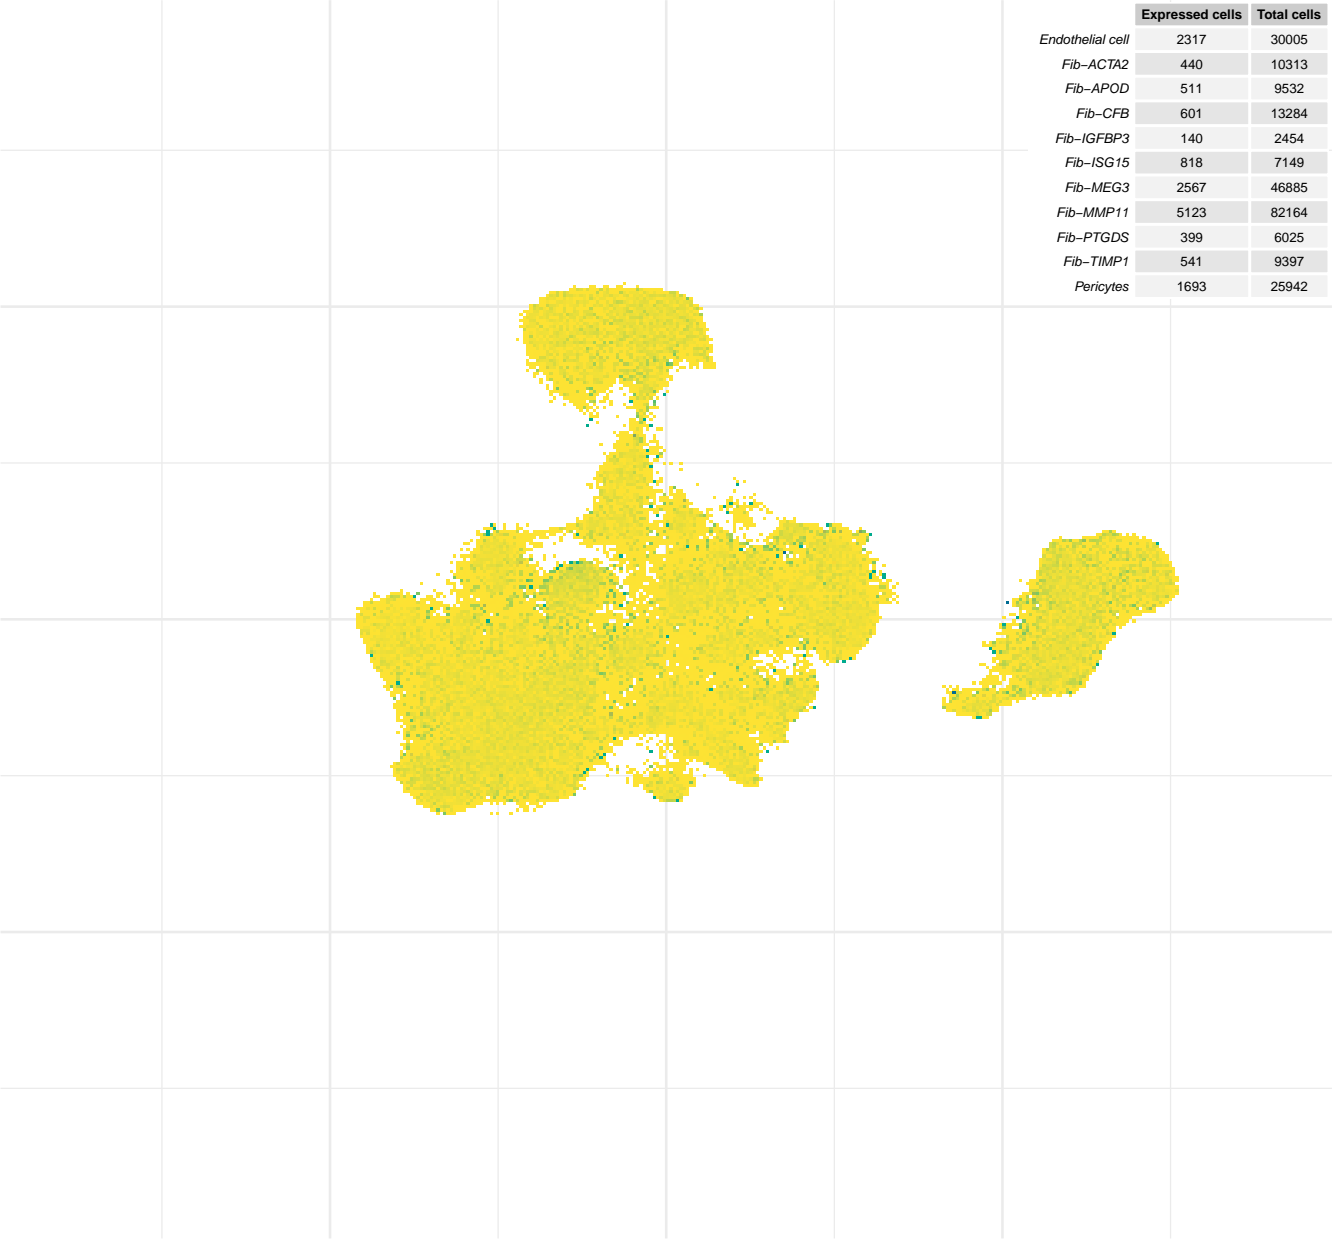 Expressed cells Total cells
Endothelial cell 2317 30005
Fib−ACTA2 440 10313
Fib−APOD 511 9532
Fib−CFB 601 13284
Fib−IGFBP3 140 2454
Fib−ISG15 818 7149
Fib−MEG3 2567 46885
Fib−MMP11 5123 82164
Fib−PTGDS 399 6025
Fib−TIMP1 541 9397
Pericytes 1693 25942